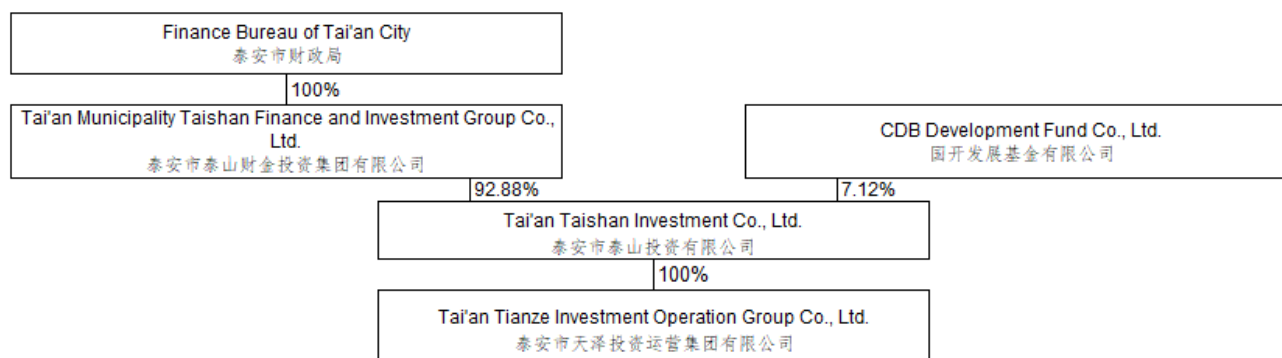 Finance Bureau of Tai'an City
泰安市财政局
100%
Tai'an Municipality Taishan Finance and Investment Group Co.,
Ltd.
泰安市泰山财金投资集团有限公司
CDB Development Fund Co., Ltd.
国开发展基金有限公司
92.88%
7.12%
Tai'an Taishan Investment Co., Ltd.
泰安市泰山投资有限公司
100%
Tai'an Tianze Investment Operation Group Co., Ltd.
泰安市天泽投资运营集团有限公司